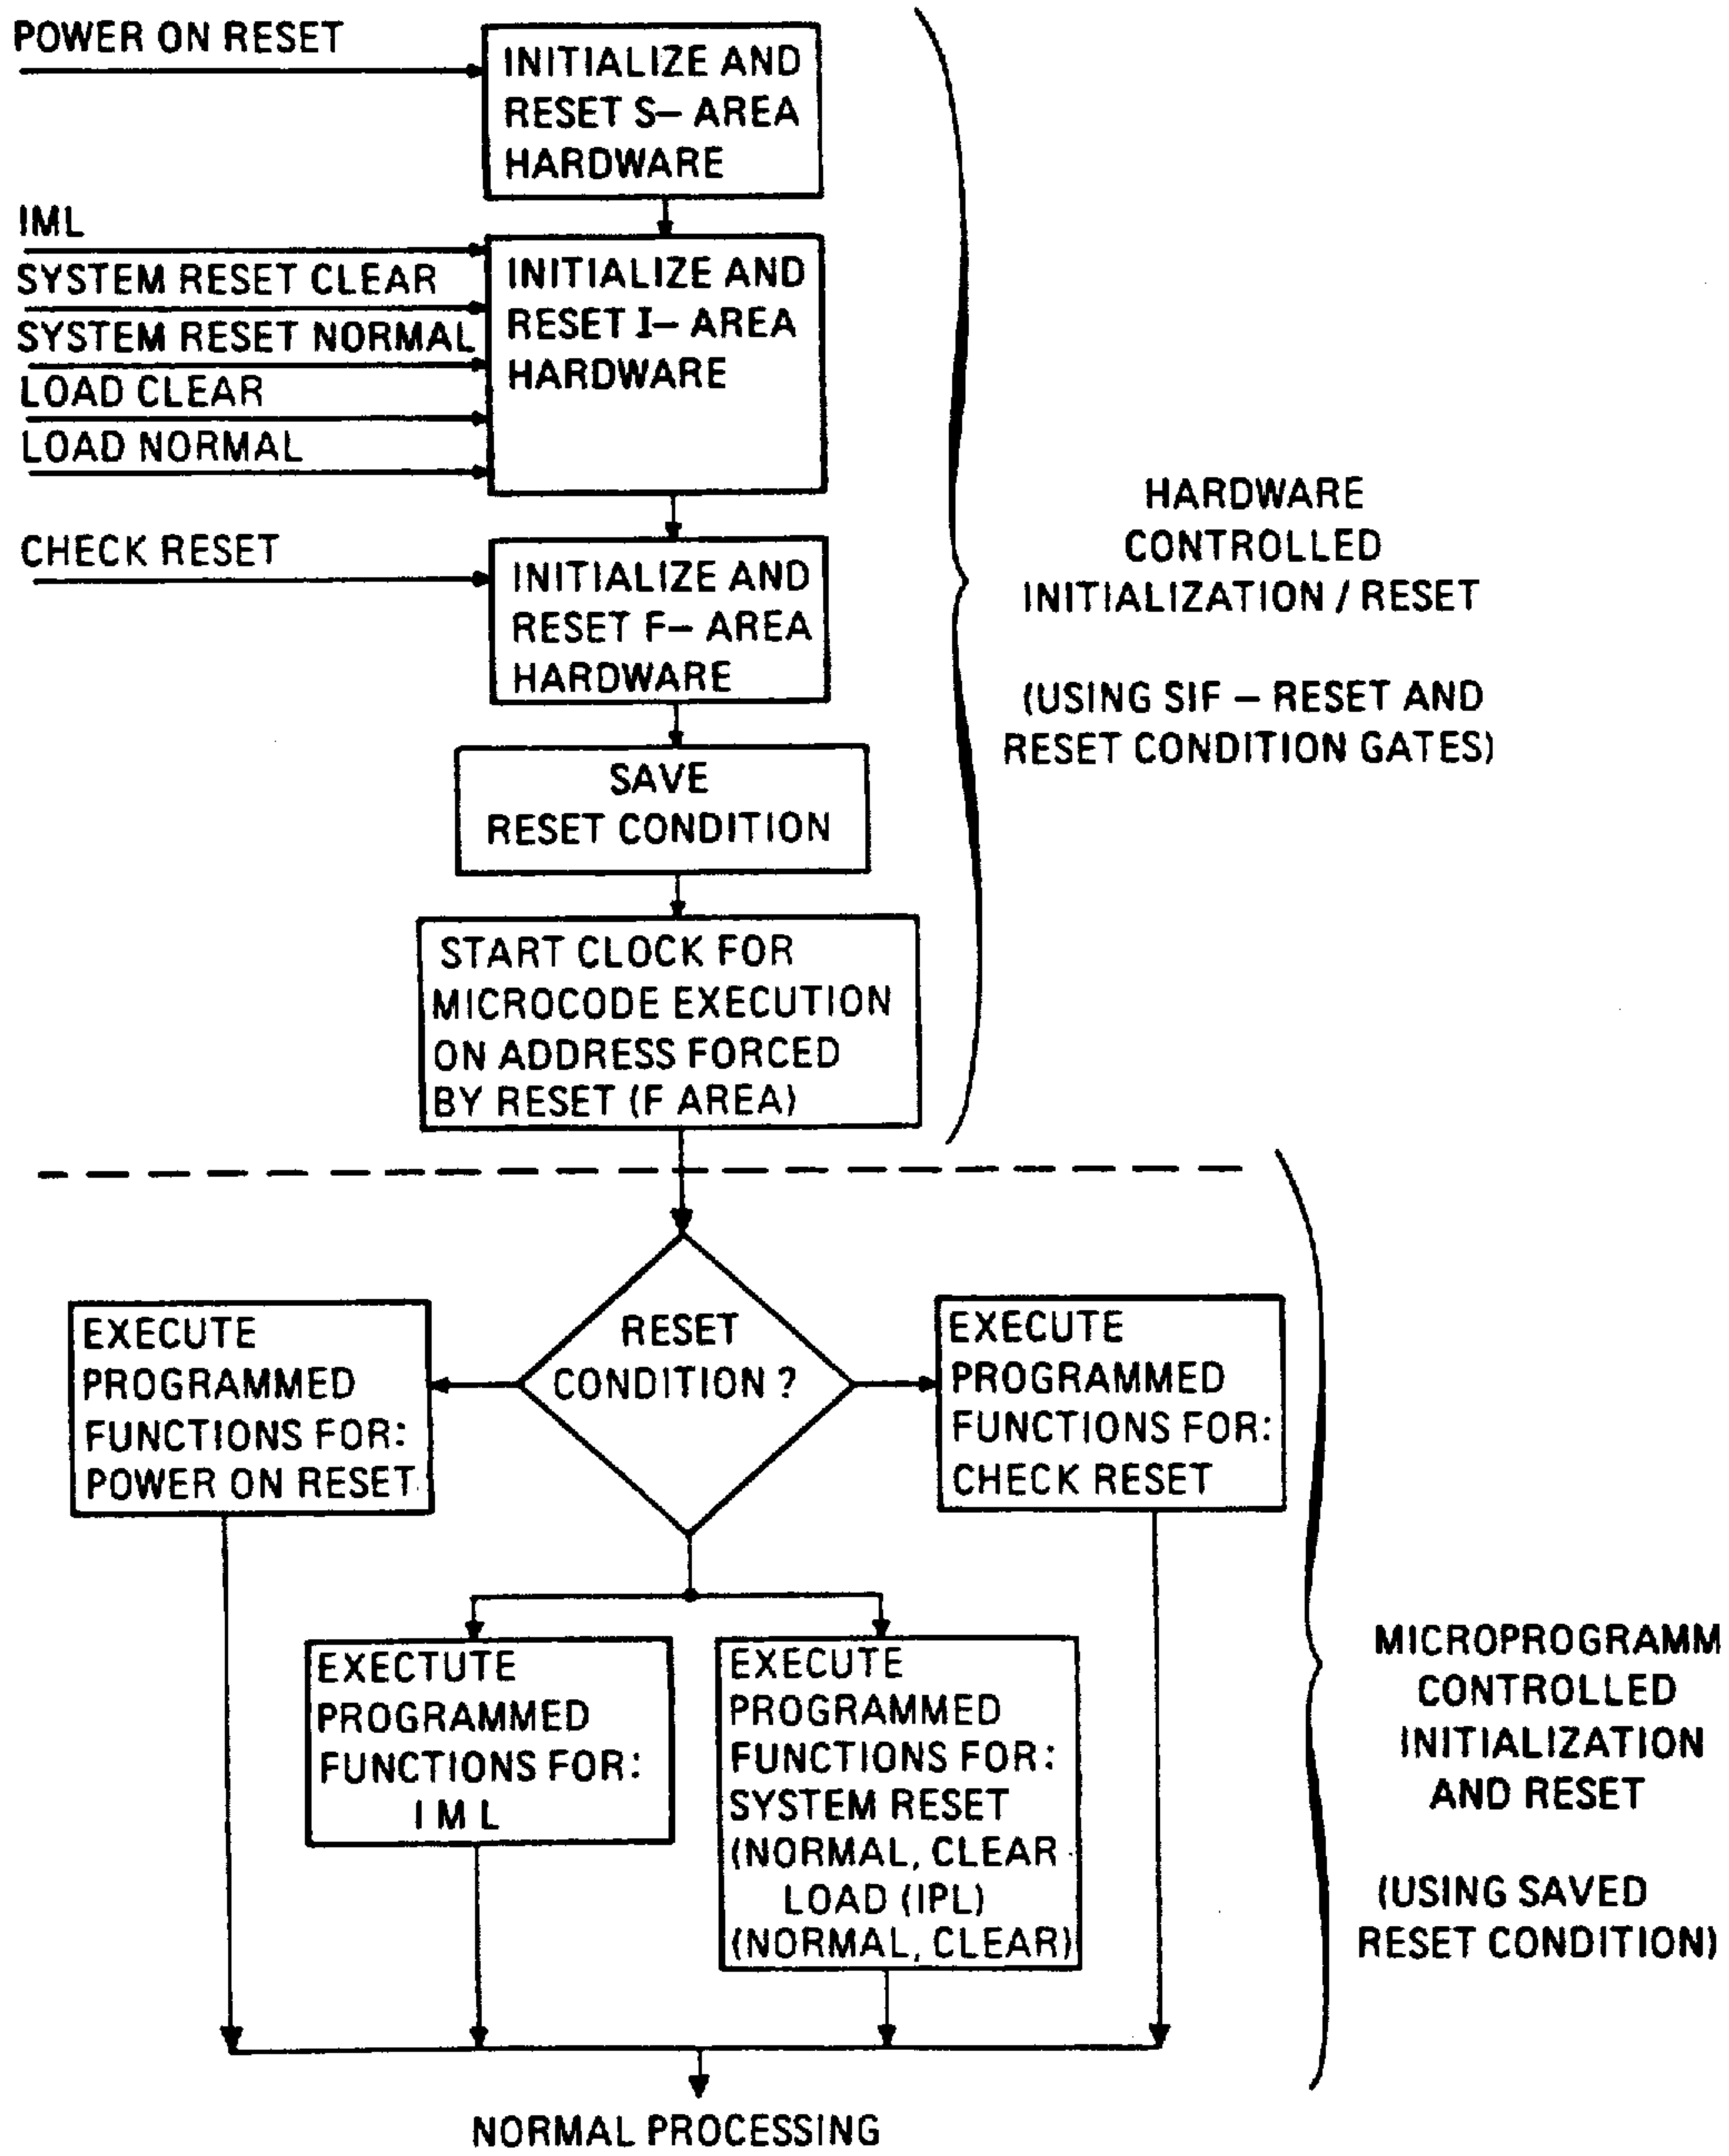 POWER ON RESET
INITIALIZE AND
RESET S– AREA
HARDWARE
IML
SYSTEM RESET CLEAR
SYSTEM RESET NORMAL
LOAD CLEAR
LOAD NORMAL
INITIALIZE AND
RESET I– AREA
HARDWARE
CHECK RESET
INITIALIZE AND
RESET F– AREA
HARDWARE
SAVE
RESET CONDITION
START CLOCK FOR
MICROCODE EXECUTION
ON ADDRESS FORCED
BY RESET (F AREA)
HARDWARE
CONTROLLED
INITIALIZATION / RESET
(USING SIF – RESET AND
RESET CONDITION GATES)
RESET
CONDITION ?
EXECUTE
PROGRAMMED
FUNCTIONS FOR:
POWER ON RESET
EXECUTE
PROGRAMMED
FUNCTIONS FOR:
CHECK RESET
EXECTUTE
PROGRAMMED
FUNCTIONS FOR:
I M L
EXECUTE
PROGRAMMED
FUNCTIONS FOR:
SYSTEM RESET
(NORMAL, CLEAR
LOAD (IPL)
(NORMAL, CLEAR)
MICROPROGRAMM
CONTROLLED
INITIALIZATION
AND RESET
(USING SAVED
RESET CONDITION)
NORMAL PROCESSING